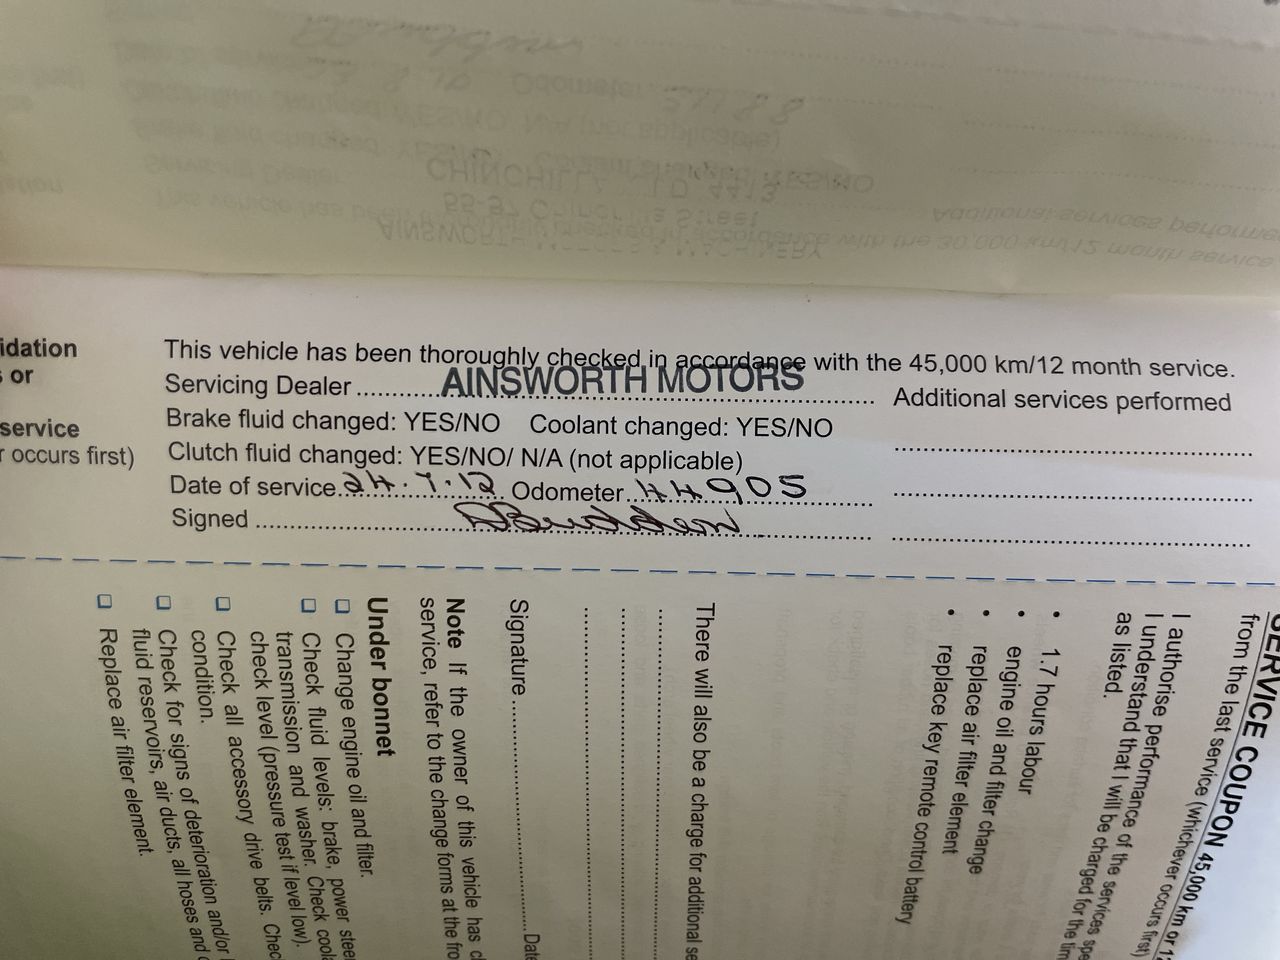 CHINCHILLA QLD 4413
AINSWORTH MOTORS & MACHINERY
idation
s or
service
r occurs first)
This vehicle has been thoroughly checked in accordance with the 45,000 km/12 month service.
Servicing Dealer AINSWORTH MOTORS
Additional services performed
Brake fluid changed: YES/NO Coolant changed: YES/NO
Clutch fluid changed: YES/NO/ N/A (not applicable)
Date of service 24.7.12 Odometer 44905
Signed
SERVICE COUPON 45,000 km or 12
from the last service (whichever occurs first)
I authorise performance of the services spe
I understand that I will be charged for the
as listed.
• 1.7 hours labour
• engine oil and filter change
• replace air filter element
• replace key remote control battery
There will also be a charge for additional se
Signature Date
Note If the owner of this vehicle has
service, refer to the change forms at the fro
Under bonnet
Change engine oil and filter.
Check fluid levels: brake, power stee
transmission and washer. Check coola
check level (pressure test if level low).
Check all accessory drive belts. Chec
condition.
Check for signs of deterioration and/or
fluid reservoirs, air ducts, all hoses and
Replace air filter element.